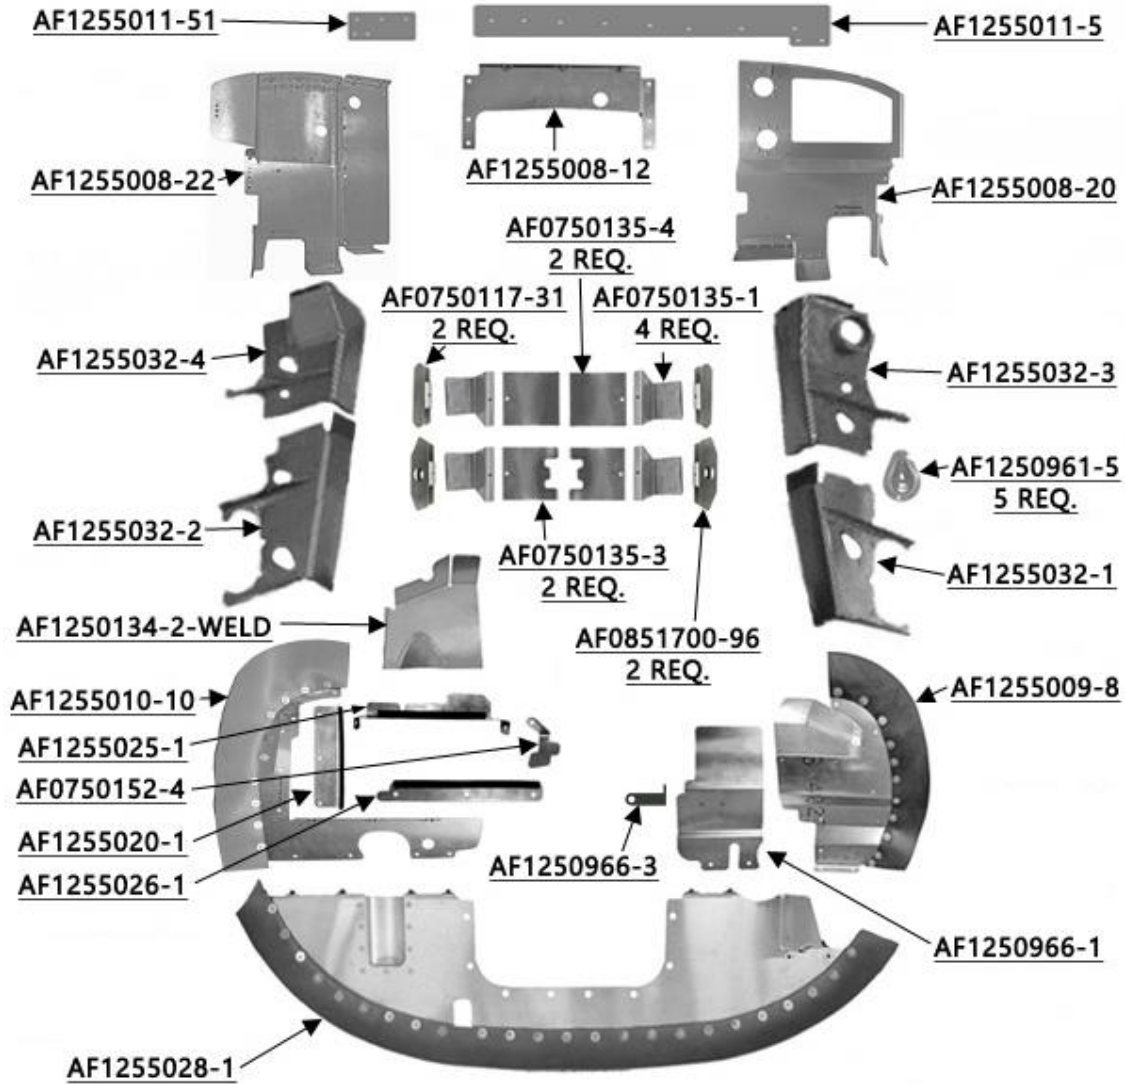 AF1255011-51
AF1255011-5
AF1255008-22
AF1255008-12
AF1255008-20
AF0750135-4
2 REQ.
AF0750117-31
2 REQ.
AF0750135-1
4 REQ.
AF1255032-4
AF1255032-3
AF1250961-5
5 REQ.
AF1255032-2
AF0750135-3
2 REQ.
AF1255032-1
AF1250134-2-WELD
AF0851700-96
2 REQ.
AF1255010-10
AF1255009-8
AF1255025-1
AF0750152-4
AF1255020-1
AF1255026-1
AF1250966-3
AF1250966-1
AF1255028-1